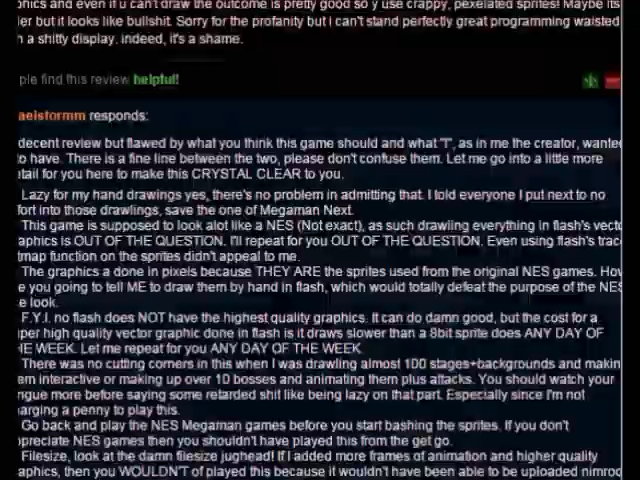 phics and even if u can't draw the outcome is pretty good so y use crappy, pexelated sprites! Maybe its
ier but it looks like bullshit. Sorry for the profanity but i can't stand perfectly great programming waisted
n a shitty display. indeed, it's a shame.
ple find this review helpful!
aeistormm responds:
decent review but flawed by what you think this game should and what "I", as in me the creator, wante
o have. There is a fine line between the two, please don't confuse them. Let me go into a little more
tail for you here to make this CRYSTAL CLEAR to you.
Lazy for my hand drawings yes, there's no problem in admitting that. I told everyone I put next to no
fort into those drawlings, save the one of Megaman Next.
This game is supposed to look alot like a NES (Not exact), as such drawling everything in flash's vecto
aphics is OUT OF THE QUESTION. I'll repeat for you OUT OF THE QUESTION. Even using flash's trac
tmap function on the sprites didn't appeal to me.
The graphics a done in pixels because THEY ARE the sprites used from the original NES games. Hov
e you going to tell ME to draw them by hand in flash, which would totally defeat the purpose of the NES
e look.
F.Y.I. no flash does NOT have the highest quality graphics. It can do damn good, but the cost for a
per high quality vector graphic done in flash is it draws slower than a 8bit sprite does ANY DAY OF
HE WEEK. Let me repeat for you ANY DAY OF THE WEEK.
There was no cutting corners in this when I was drawling almost 100 stages+backgrounds and makin
em interactive or making up over 10 bosses and animating them plus attacks. You should watch your
ngue more before saying some retarded shit like being lazy on that part. Especially since I'm not
arging a penny to play this.
Go back and play the NES Megaman games before you start bashing the sprites. If you don't
preciate NES games then you shouldn't have played this from the get go.
Filesize, look at the damn filesize jughead! If I added more frames of animation and higher quality
aphics, then you WOULDN'T of played this because it wouldn't have been able to be uploaded nimroo